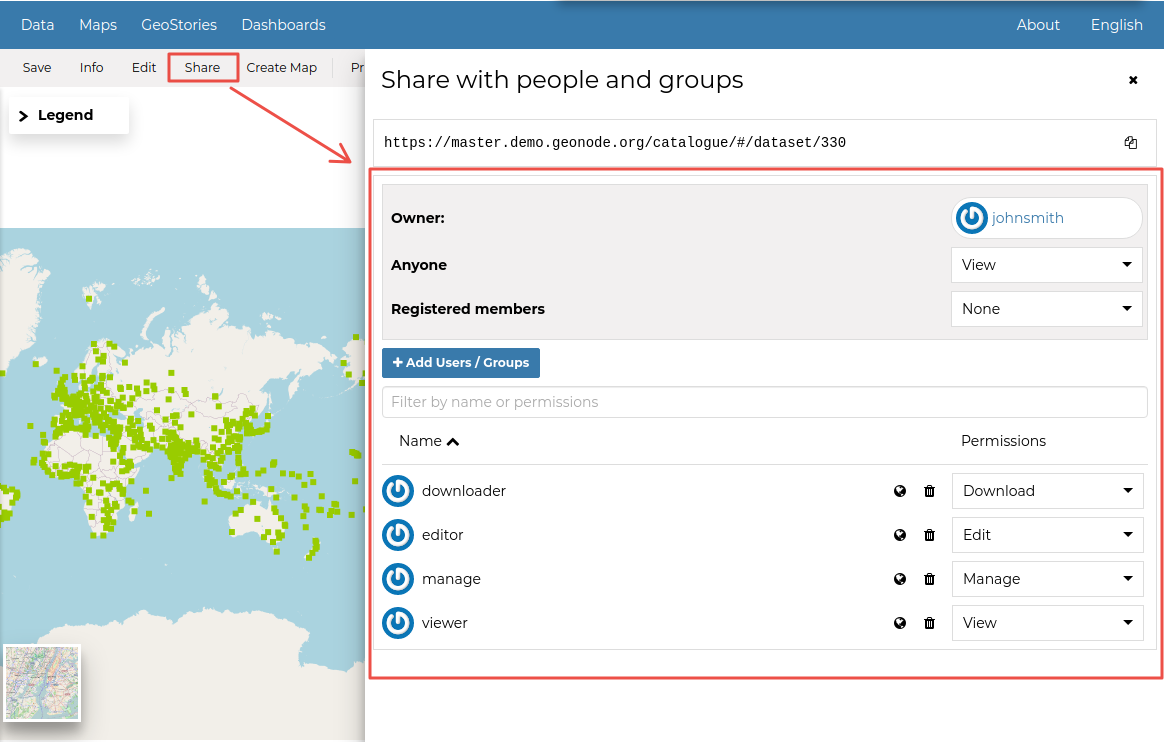 Data Maps GeoStories Dashboards About English
Save Info Edit Share Create Map Pr
Legend
Share with people and groups
https://master.demo.geonode.org/catalogue/#/dataset/330
Owner: johnsmith
Anyone View
Registered members None
Add Users / Groups
Filter by name or permissions
Name Permissions
downloader Download
editor Edit
manage Manage
viewer View